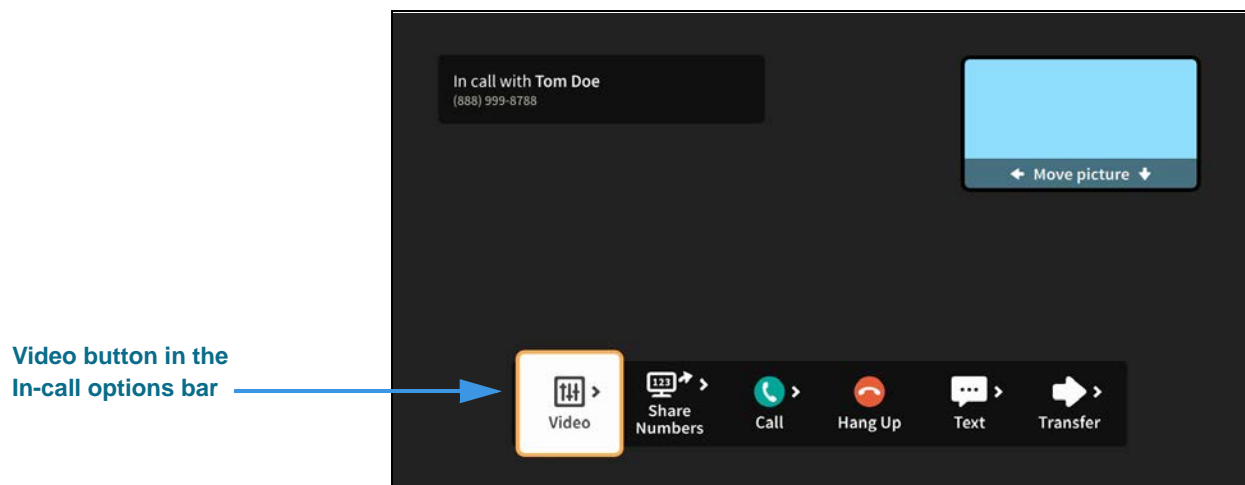 In call with Tom Doe
(888) 999-8788
Move picture
Video button in the
In-call options bar
123
Video
Share
Numbers
Call
Hang Up
Text
Transfer